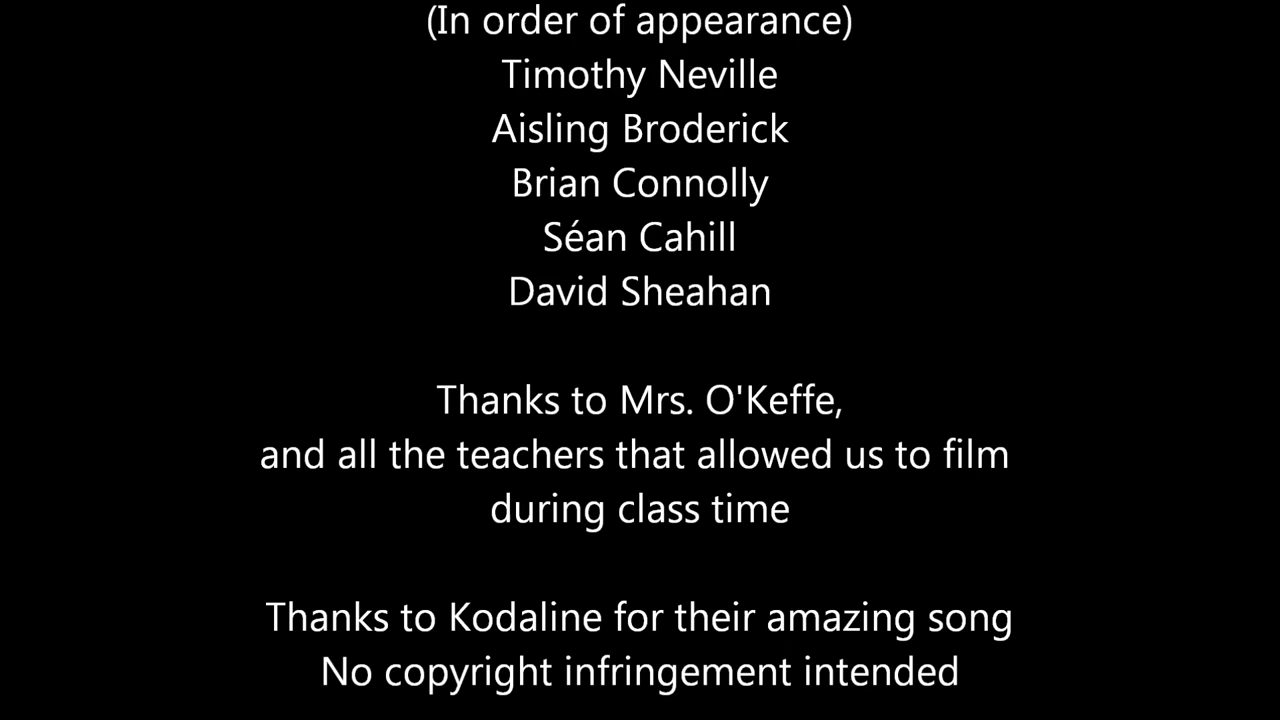 (In order of appearance)
Timothy Neville
Aisling Broderick
Brian Connolly
Séan Cahill
David Sheahan
Thanks to Mrs. O'Keffe,
and all the teachers that allowed us to film
during class time
Thanks to Kodaline for their amazing song
No copyright infringement intended